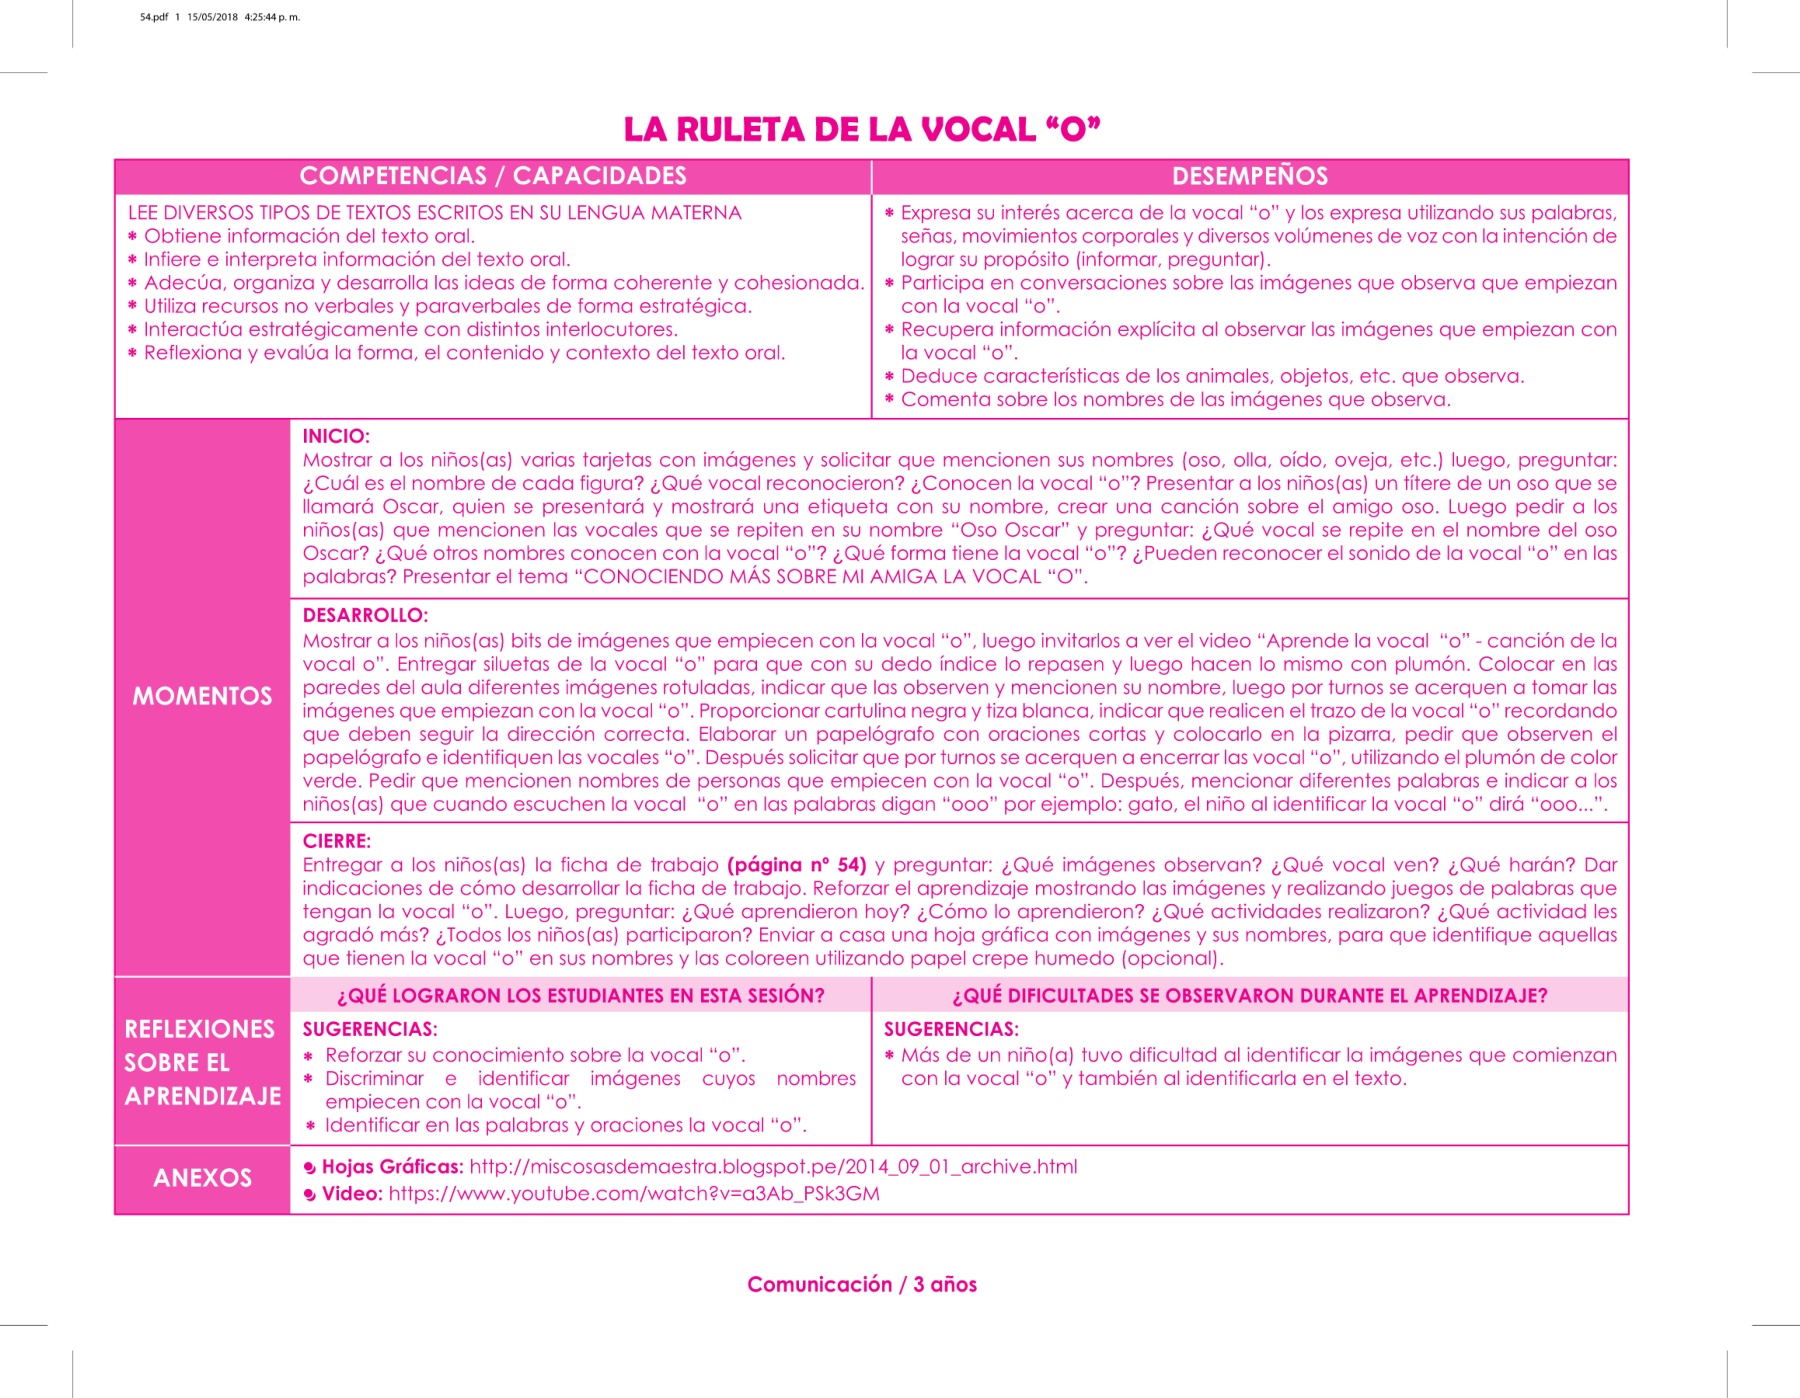 54.pdf 1 15/05/2018 4:25:44 p. m.
LA RULETA DE LA VOCAL “O”
COMPETENCIAS / CAPACIDADES
DESEMPEÑOS
LEE DIVERSOS TIPOS DE TEXTOS ESCRITOS EN SU LENGUA MATERNA
* Obtiene información del texto oral.
* Infiere e interpreta información del texto oral.
* Adecúa, organiza y desarrolla las ideas de forma coherente y cohesionada.
* Utiliza recursos no verbales y paraverbales de forma estratégica.
* Interactúa estratégicamente con distintos interlocutores.
* Reflexiona y evalúa la forma, el contenido y contexto del texto oral.
* Expresa su interés acerca de la vocal “o” y los expresa utilizando sus palabras,
señas, movimientos corporales y diversos volúmenes de voz con la intención de
lograr su propósito (informar, preguntar).
* Participa en conversaciones sobre las imágenes que observa que empiezan
con la vocal “o”.
* Recupera información explícita al observar las imágenes que empiezan con
la vocal “o”.
* Deduce características de los animales, objetos, etc. que observa.
* Comenta sobre los nombres de las imágenes que observa.
MOMENTOS
INICIO:
Mostrar a los niños(as) varias tarjetas con imágenes y solicitar que mencionen sus nombres (oso, olla, oído, oveja, etc.) luego, preguntar:
¿Cuál es el nombre de cada figura? ¿Qué vocal reconocieron? ¿Conocen la vocal “o”? Presentar a los niños(as) un títere de un oso que se
llamará Oscar, quien se presentará y mostrará una etiqueta con su nombre, crear una canción sobre el amigo oso. Luego pedir a los
niños(as) que mencionen las vocales que se repiten en su nombre “Oso Oscar” y preguntar: ¿Qué vocal se repite en el nombre del oso
Oscar? ¿Qué otros nombres conocen con la vocal “o”? ¿Qué forma tiene la vocal “o”? ¿Pueden reconocer el sonido de la vocal “o” en las
palabras? Presentar el tema “CONOCIENDO MÁS SOBRE MI AMIGA LA VOCAL “O”.
DESARROLLO:
Mostrar a los niños(as) bits de imágenes que empiecen con la vocal “o”, luego invitarlos a ver el video “Aprende la vocal “o” - canción de la
vocal o”. Entregar siluetas de la vocal “o” para que con su dedo índice lo repasen y luego hacen lo mismo con plumón. Colocar en las
paredes del aula diferentes imágenes rotuladas, indicar que las observen y mencionen su nombre, luego por turnos se acerquen a tomar las
imágenes que empiezan con la vocal “o”. Proporcionar cartulina negra y tiza blanca, indicar que realicen el trazo de la vocal “o” recordando
que deben seguir la dirección correcta. Elaborar un papelógrafo con oraciones cortas y colocarlo en la pizarra, pedir que observen el
papelógrafo e identifiquen las vocales “o”. Después solicitar que por turnos se acerquen a encerrar las vocal “o”, utilizando el plumón de color
verde. Pedir que mencionen nombres de personas que empiecen con la vocal “o”. Después, mencionar diferentes palabras e indicar a los
niños(as) que cuando escuchen la vocal “o” en las palabras digan “ooo” por ejemplo: gato, el niño al identificar la vocal “o” dirá “ooo...”.
CIERRE:
Entregar a los niños(as) la ficha de trabajo (página nº 54) y preguntar: ¿Qué imágenes observan? ¿Qué vocal ven? ¿Qué harán? Dar
indicaciones de cómo desarrollar la ficha de trabajo. Reforzar el aprendizaje mostrando las imágenes y realizando juegos de palabras que
tengan la vocal “o”. Luego, preguntar: ¿Qué aprendieron hoy? ¿Cómo lo aprendieron? ¿Qué actividades realizaron? ¿Qué actividad les
agradó más? ¿Todos los niños(as) participaron? Enviar a casa una hoja gráfica con imágenes y sus nombres, para que identifique aquellas
que tienen la vocal “o” en sus nombres y las coloreen utilizando papel crepe humedo (opcional).
REFLEXIONES
SOBRE EL
APRENDIZAJE
¿QUÉ LOGRARON LOS ESTUDIANTES EN ESTA SESIÓN?
SUGERENCIAS:
* Reforzar su conocimiento sobre la vocal “o”.
* Discriminar e identificar imágenes cuyos nombres
empiecen con la vocal “o”.
* Identificar en las palabras y oraciones la vocal “o”.
¿QUÉ DIFICULTADES SE OBSERVARON DURANTE EL APRENDIZAJE?
SUGERENCIAS:
* Más de un niño(a) tuvo dificultad al identificar la imágenes que comienzan
con la vocal “o” y también al identificarla en el texto.
ANEXOS
Hojas Gráficas: http://miscosasdemaestra.blogspot.pe/2014_09_01_archive.html
Video: https://www.youtube.com/watch?v=a3Ab_PSk3GM
Comunicación / 3 años